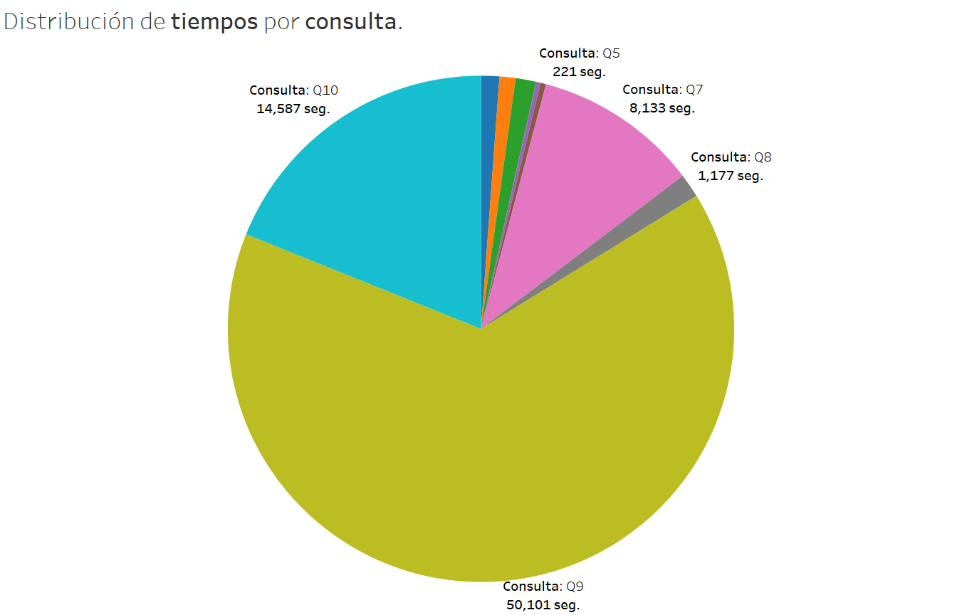 Distribución de tiempos por consulta.
Consulta: Q5
221 seg.
Consulta: Q10
14,587 seg.
Consulta: Q7
8,133 seg.
Consulta: Q8
1,177 seg.
Consulta: Q9
50,101 seg.